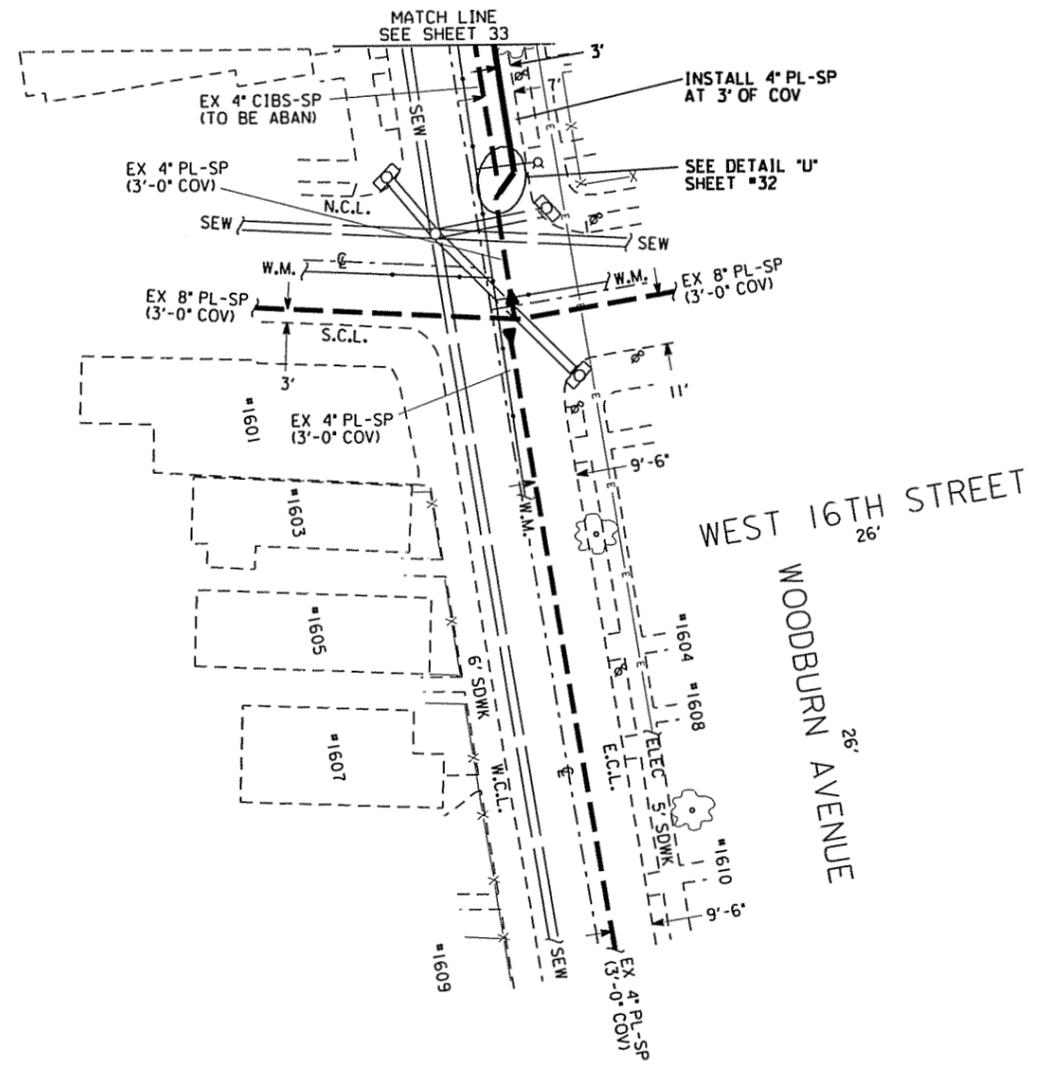 MATCH LINE
SEE SHEET 33
3'
EX 4" CIBS-SP
(TO BE ABAN)
SEW
7'
INSTALL 4" PL-SP
AT 3' OF COV
E
X
EX 4" PL-SP
(3'-0" COV)
SEE DETAIL "U"
SHEET #32
X
X
N.C.L.
E
SEW
SEW
W.M.
℄
W.M.
EX 8" PL-SP
(3'-0" COV)
EX 8" PL-SP
(3'-0" COV)
E
S.C.L.
3'
11'
E
#1601
EX 4" PL-SP
(3'-0" COV)
9'-6"
E
X
#1603
W.M.
WEST 16TH STREET
26'
E
WOODBURN AVENUE
26'
#1605
X
#1604
E
6' SDWK
#1608
#1607
X
W.C.L.
℄
E.C.L.
ELEC
5' SDWK
X
#1610
X
9'-6"
X
#1609
SEW
EX 4" PL-SP
(3'-0" COV)